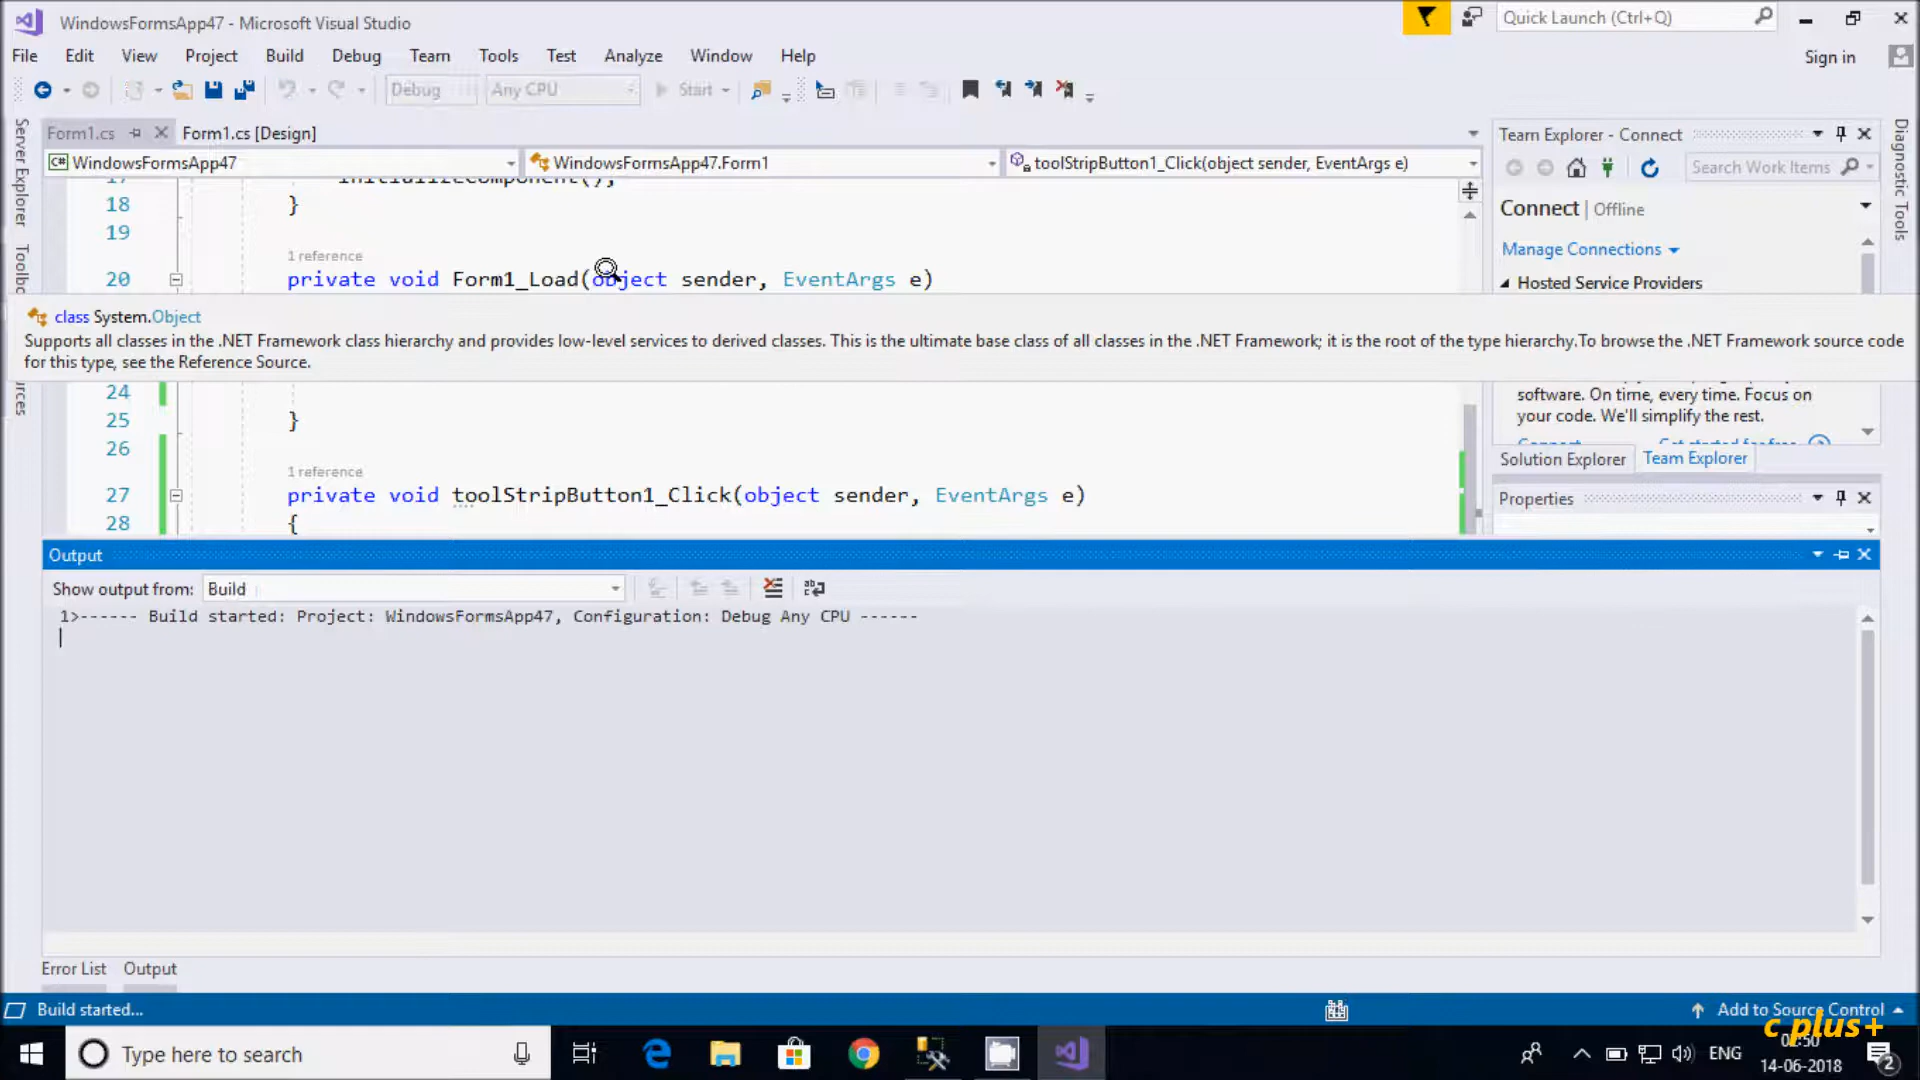 WindowsFormsApp47 - Microsoft Visual Studio
Quick Launch (Ctrl+Q)
File Edit View Project Build Debug Team Tools Test Analyze Window Help
Sign in
Debug Any CPU Start
Form1.cs Form1.cs [Design]
Team Explorer - Connect
C# WindowsFormsApp47 WindowsFormsApp47.Form1 toolStripButton1_Click(object sender, EventArgs e)
Search Work Items
Server Explorer
Diagnostic Tools
InitializeComponent();
18 }
Connect | Offline
19
Manage Connections
1 reference
20 private void Form1_Load(object sender, EventArgs e)
Hosted Service Providers
class System.Object
Supports all classes in the .NET Framework class hierarchy and provides low-level services to derived classes. This is the ultimate base class of all classes in the .NET Framework; it is the root of the type hierarchy.To browse the .NET Framework source code
for this type, see the Reference Source.
24
software. On time, every time. Focus on
your code. We'll simplify the rest.
25 }
26
Solution Explorer Team Explorer
1 reference
27 private void toolStripButton1_Click(object sender, EventArgs e)
Properties
28 {
Output
Show output from: Build
1>------ Build started: Project: WindowsFormsApp47, Configuration: Debug Any CPU ------
Error List Output
Build started...
Add to Source Control
c plus+
Type here to search
ENG
14-06-2018
2